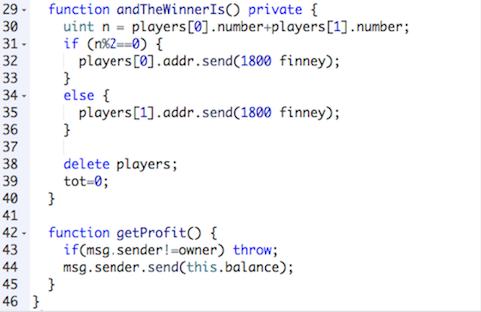 29 function andTheWinnerIs() private {
30 uint n = players[0].number+players[1].number;
31 if (n%2==0) {
32 players[0].addr.send(1800 finney);
33 }
34 else {
35 players[1].addr.send(1800 finney);
36 }
37
38 delete players;
39 tot=0;
40 }
41
42 function getProfit() {
43 if(msg.sender!=owner) throw;
44 msg.sender.send(this.balance);
45 }
46 }